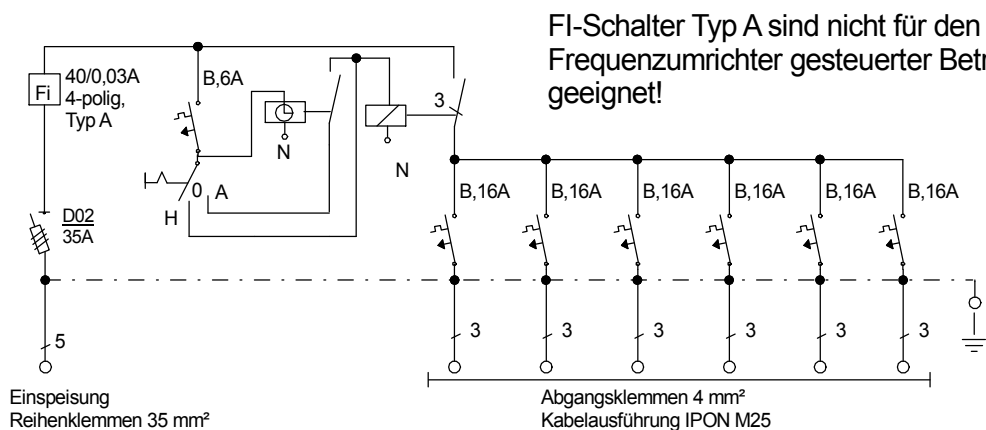 FI-Schalter Typ A sind nicht für den
Frequenzumrichter gesteuerter Betr
geeignet!
Fi
40/0,03A
4-polig,
Typ A
B,6A
N
N
3
0
A
H
D02
35A
B,16A
B,16A
B,16A
B,16A
B,16A
B,16A
5
3
3
3
3
3
3
Einspeisung
Reihenklemmen 35 mm²
Abgangsklemmen 4 mm²
Kabelausführung IPON M25